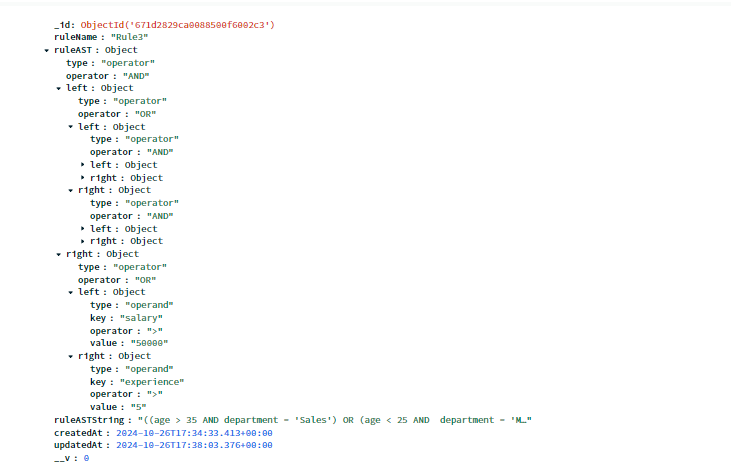 _id: ObjectId('671d2829ca0088500f6002c3')
ruleName : "Rule3"
ruleAST : Object
type : "operator"
operator : "AND"
left : Object
type : "operator"
operator : "OR"
left : Object
type : "operator"
operator : "AND"
left : Object
right : Object
right : Object
type : "operator"
operator : "AND"
left : Object
right : Object
right : Object
type : "operator"
operator : "OR"
left : Object
type : "operand"
key : "salary"
operator : ">"
value : "50000"
right : Object
type : "operand"
key : "experience"
operator : ">"
value : "5"
ruleASTString : "((age > 35 AND department = 'Sales') OR (age < 25 AND  department = 'M…"
createdAt : 2024-10-26T17:34:33.413+00:00
updatedAt : 2024-10-26T17:38:03.376+00:00
__v : 0